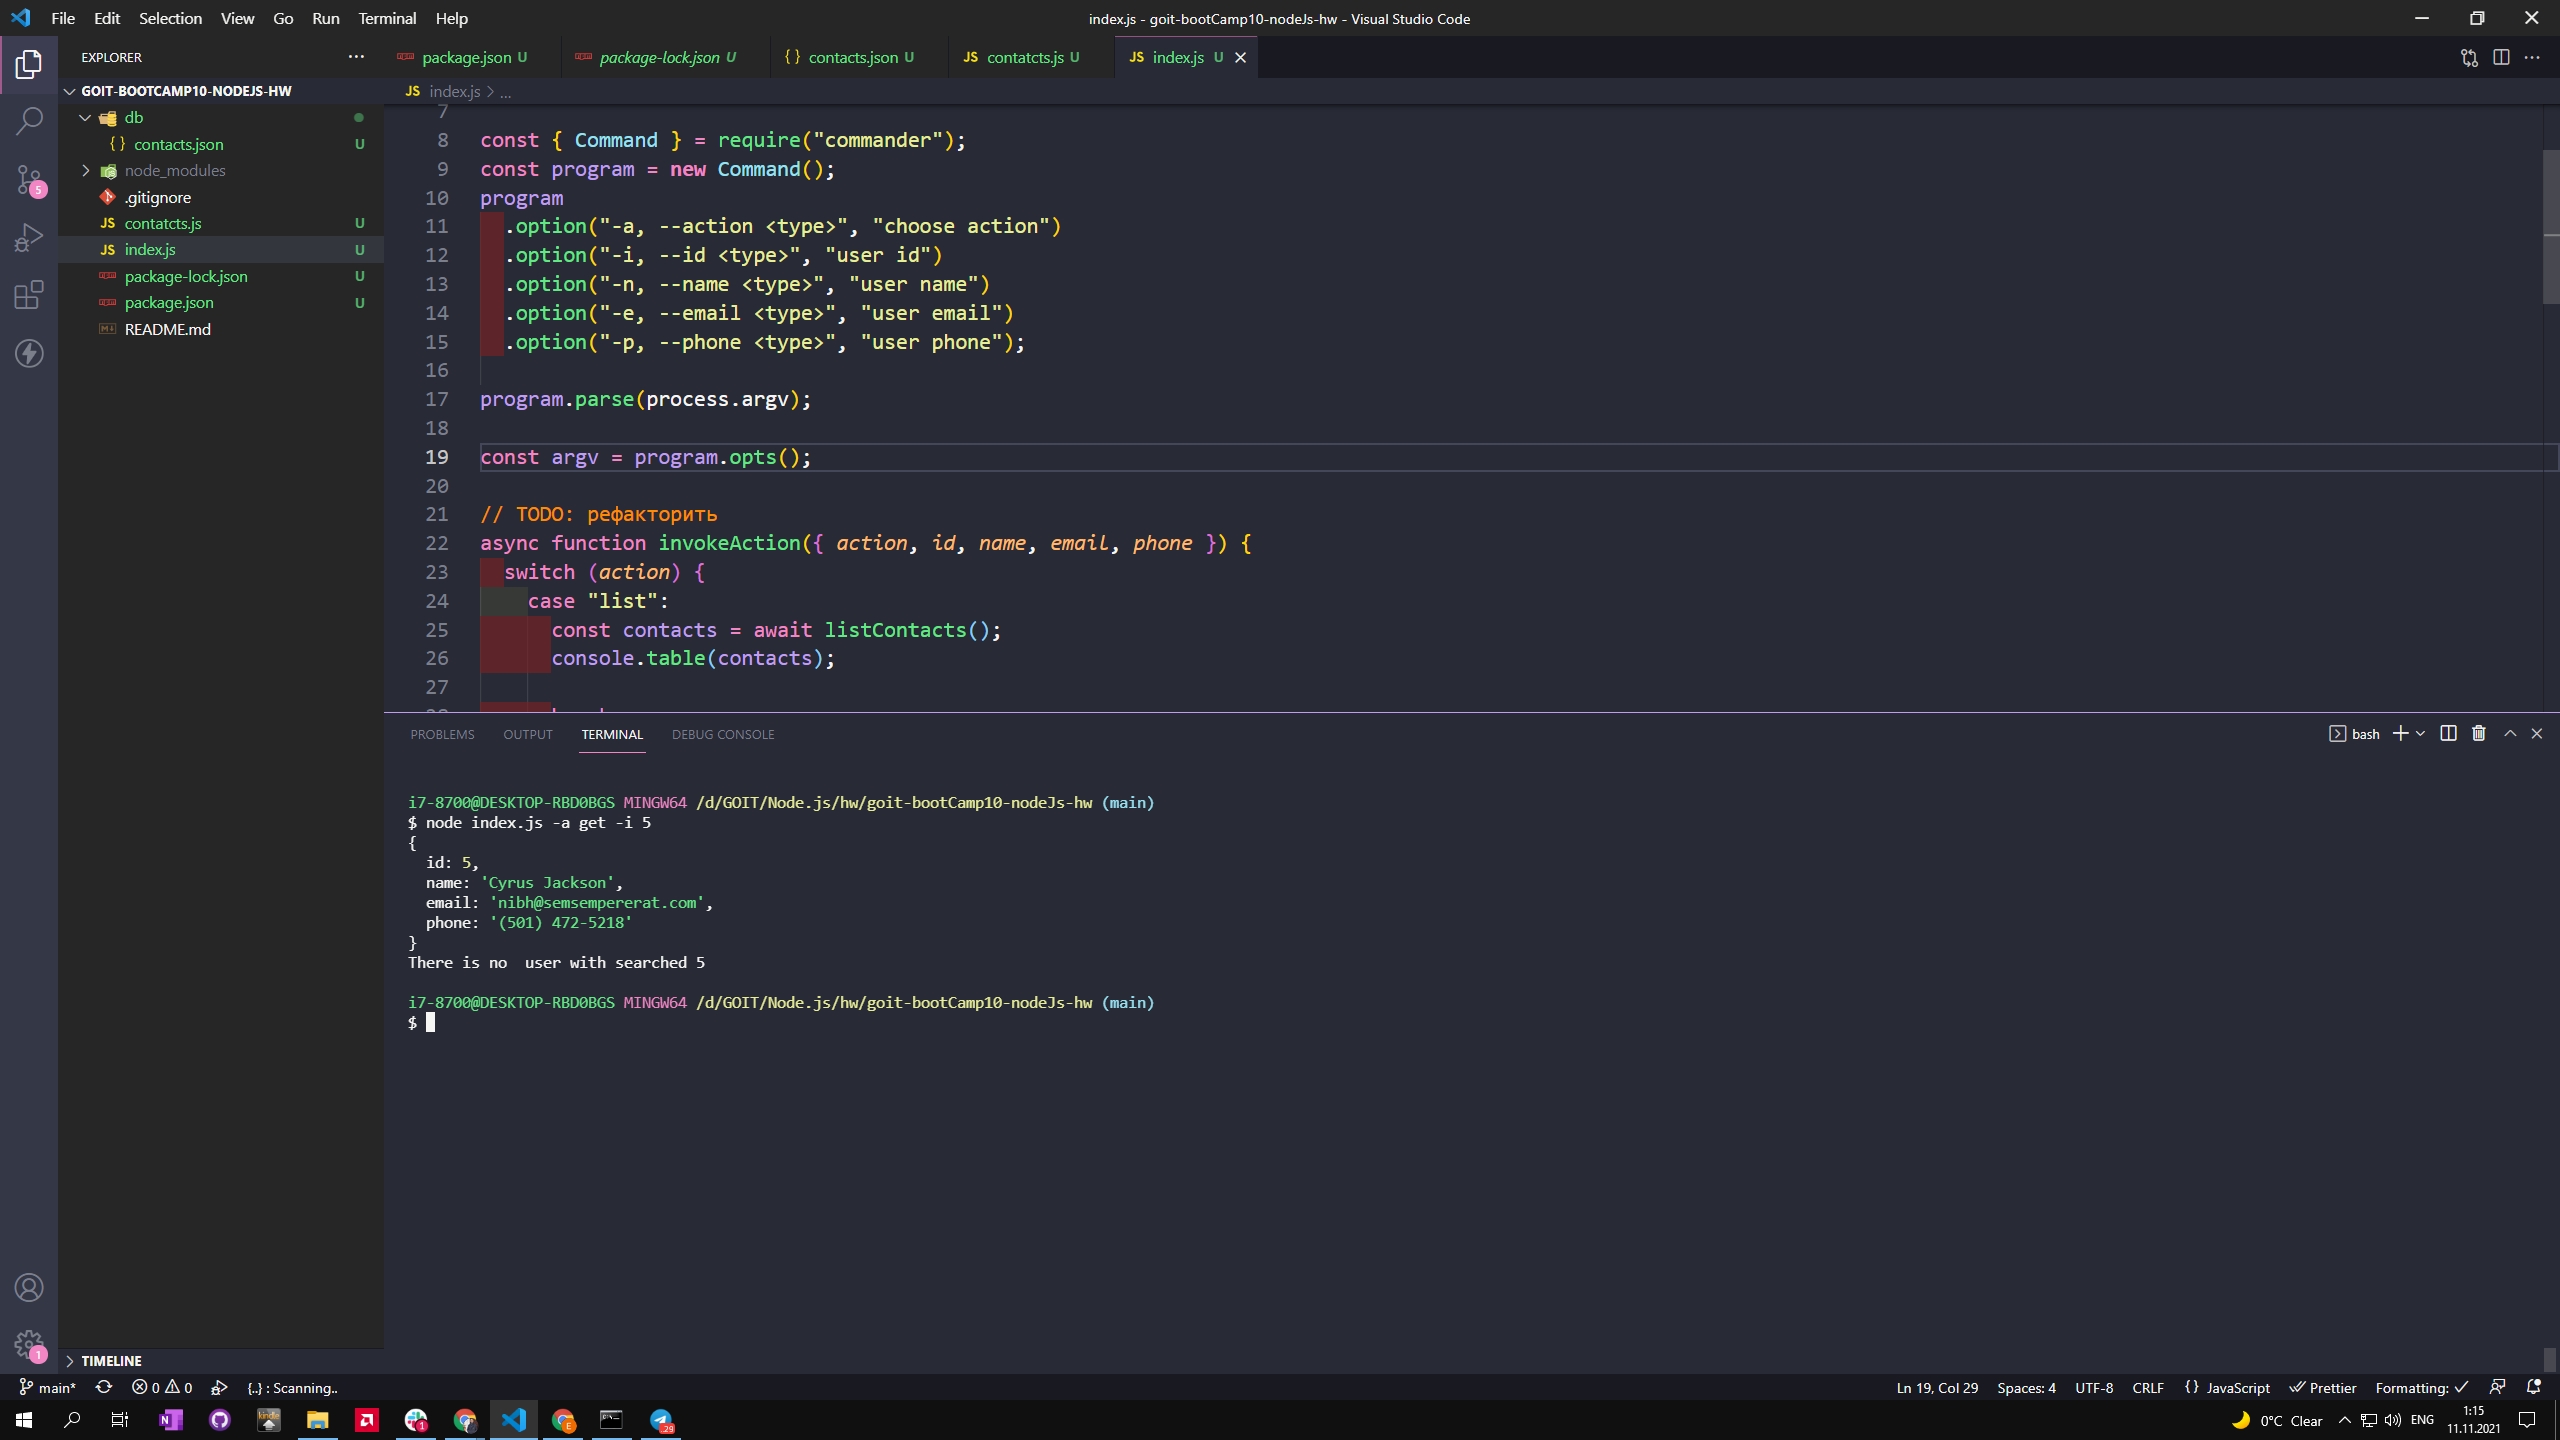 File Edit Selection View Go Run Terminal Help
index.js - goit-bootCamp10-nodeJs-hw - Visual Studio Code
EXPLORER
GOIT-BOOTCAMP10-NODEJS-HW
db
contacts.json U
node_modules
.gitignore
JS contatcts.js U
JS index.js U
package-lock.json U
package.json U
README.md
TIMELINE
5
1
package.json U
package-lock.json U
{ } contacts.json U
JS contatcts.js U
JS index.js U
JS index.js > ...
7
8 const { Command } = require("commander");
9 const program = new Command();
10 program
11 .option("-a, --action <type>", "choose action")
12 .option("-i, --id <type>", "user id")
13 .option("-n, --name <type>", "user name")
14 .option("-e, --email <type>", "user email")
15 .option("-p, --phone <type>", "user phone");
16
17 program.parse(process.argv);
18
19 const argv = program.opts();
20
21 // TODO: рефакторить
22 async function invokeAction({ action, id, name, email, phone }) {
23 switch (action) {
24 case "list":
25 const contacts = await listContacts();
26 console.table(contacts);
27
PROBLEMS OUTPUT TERMINAL DEBUG CONSOLE
bash
i7-8700@DESKTOP-RBD0BGS MINGW64 /d/GOIT/Node.js/hw/goit-bootCamp10-nodeJs-hw (main)
$ node index.js -a get -i 5
{
id: 5,
name: 'Cyrus Jackson',
email: 'nibh@semsempererat.com',
phone: '(501) 472-5218'
}
There is no  user with searched 5
i7-8700@DESKTOP-RBD0BGS MINGW64 /d/GOIT/Node.js/hw/goit-bootCamp10-nodeJs-hw (main)
$
main* 0 0 {..} : Scanning..
Ln 19, Col 29 Spaces: 4 UTF-8 CRLF { } JavaScript Prettier Formatting:
0°C Clear ENG
1:15
11.11.2021